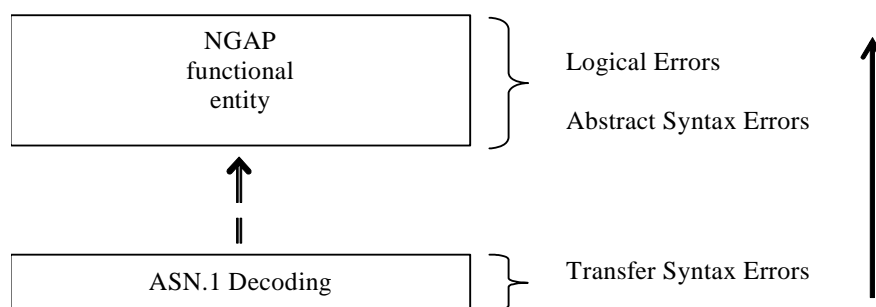 NGAP
functional
entity
Logical Errors
Abstract Syntax Errors
ASN.1 Decoding
Transfer Syntax Errors